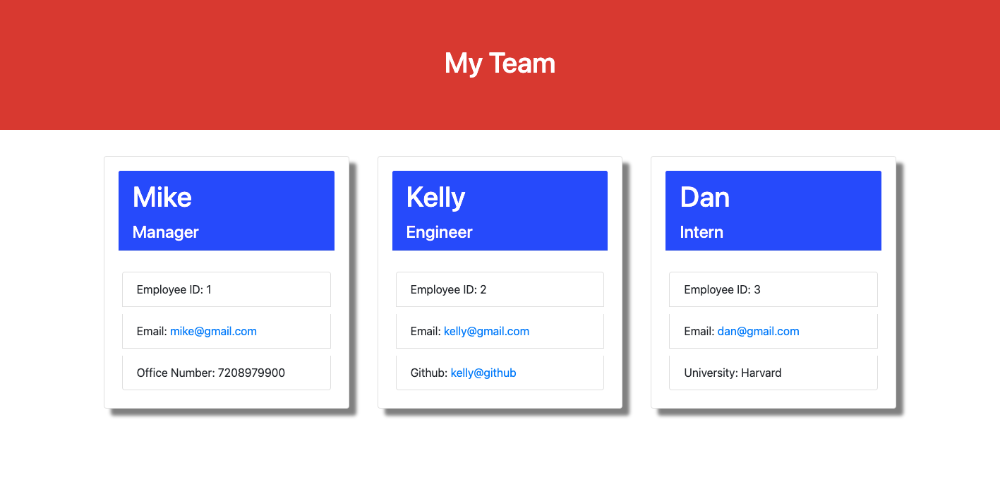 My Team
Mike
Manager
Employee ID: 1
Email: mike@gmail.com
Office Number: 7208979900
Kelly
Engineer
Employee ID: 2
Email: kelly@gmail.com
Github: kelly@github
Dan
Intern
Employee ID: 3
Email: dan@gmail.com
University: Harvard